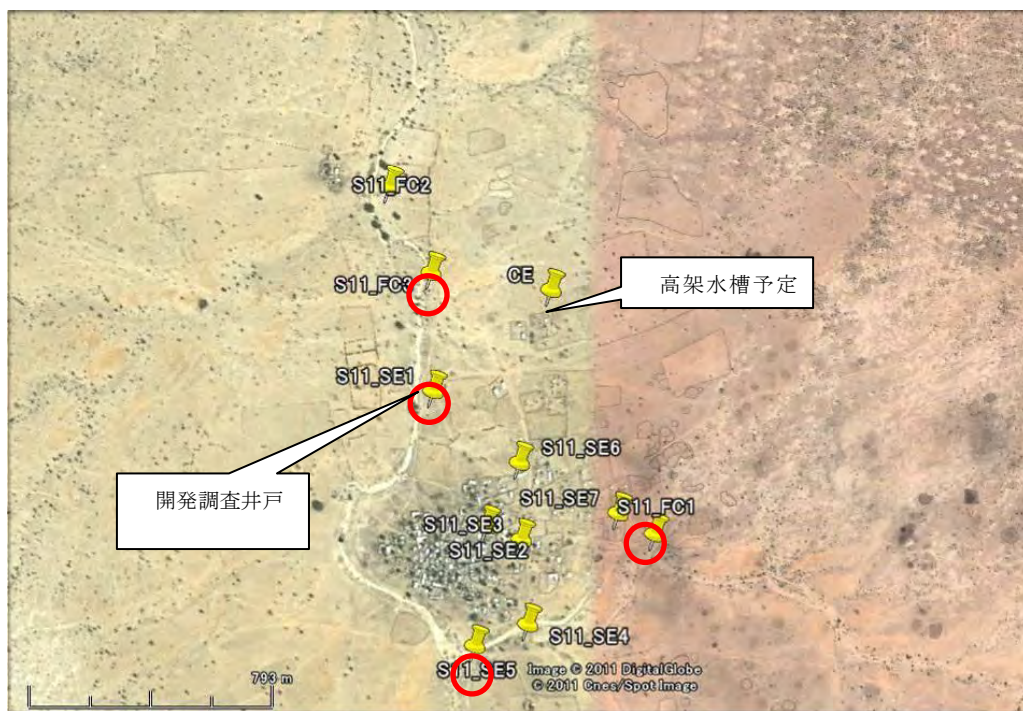 S11_FC2
S11_FC3
CE
高架水槽予定
S11_SE1
開発調査井戸
S11_SE6
S11_SE7
S11_FC1
S11_SE3
S11_SE2
S11_SE4
S11_SE5
Image © 2011 DigitalGlobe
© 2011 Cnes/Spot Image
793 m